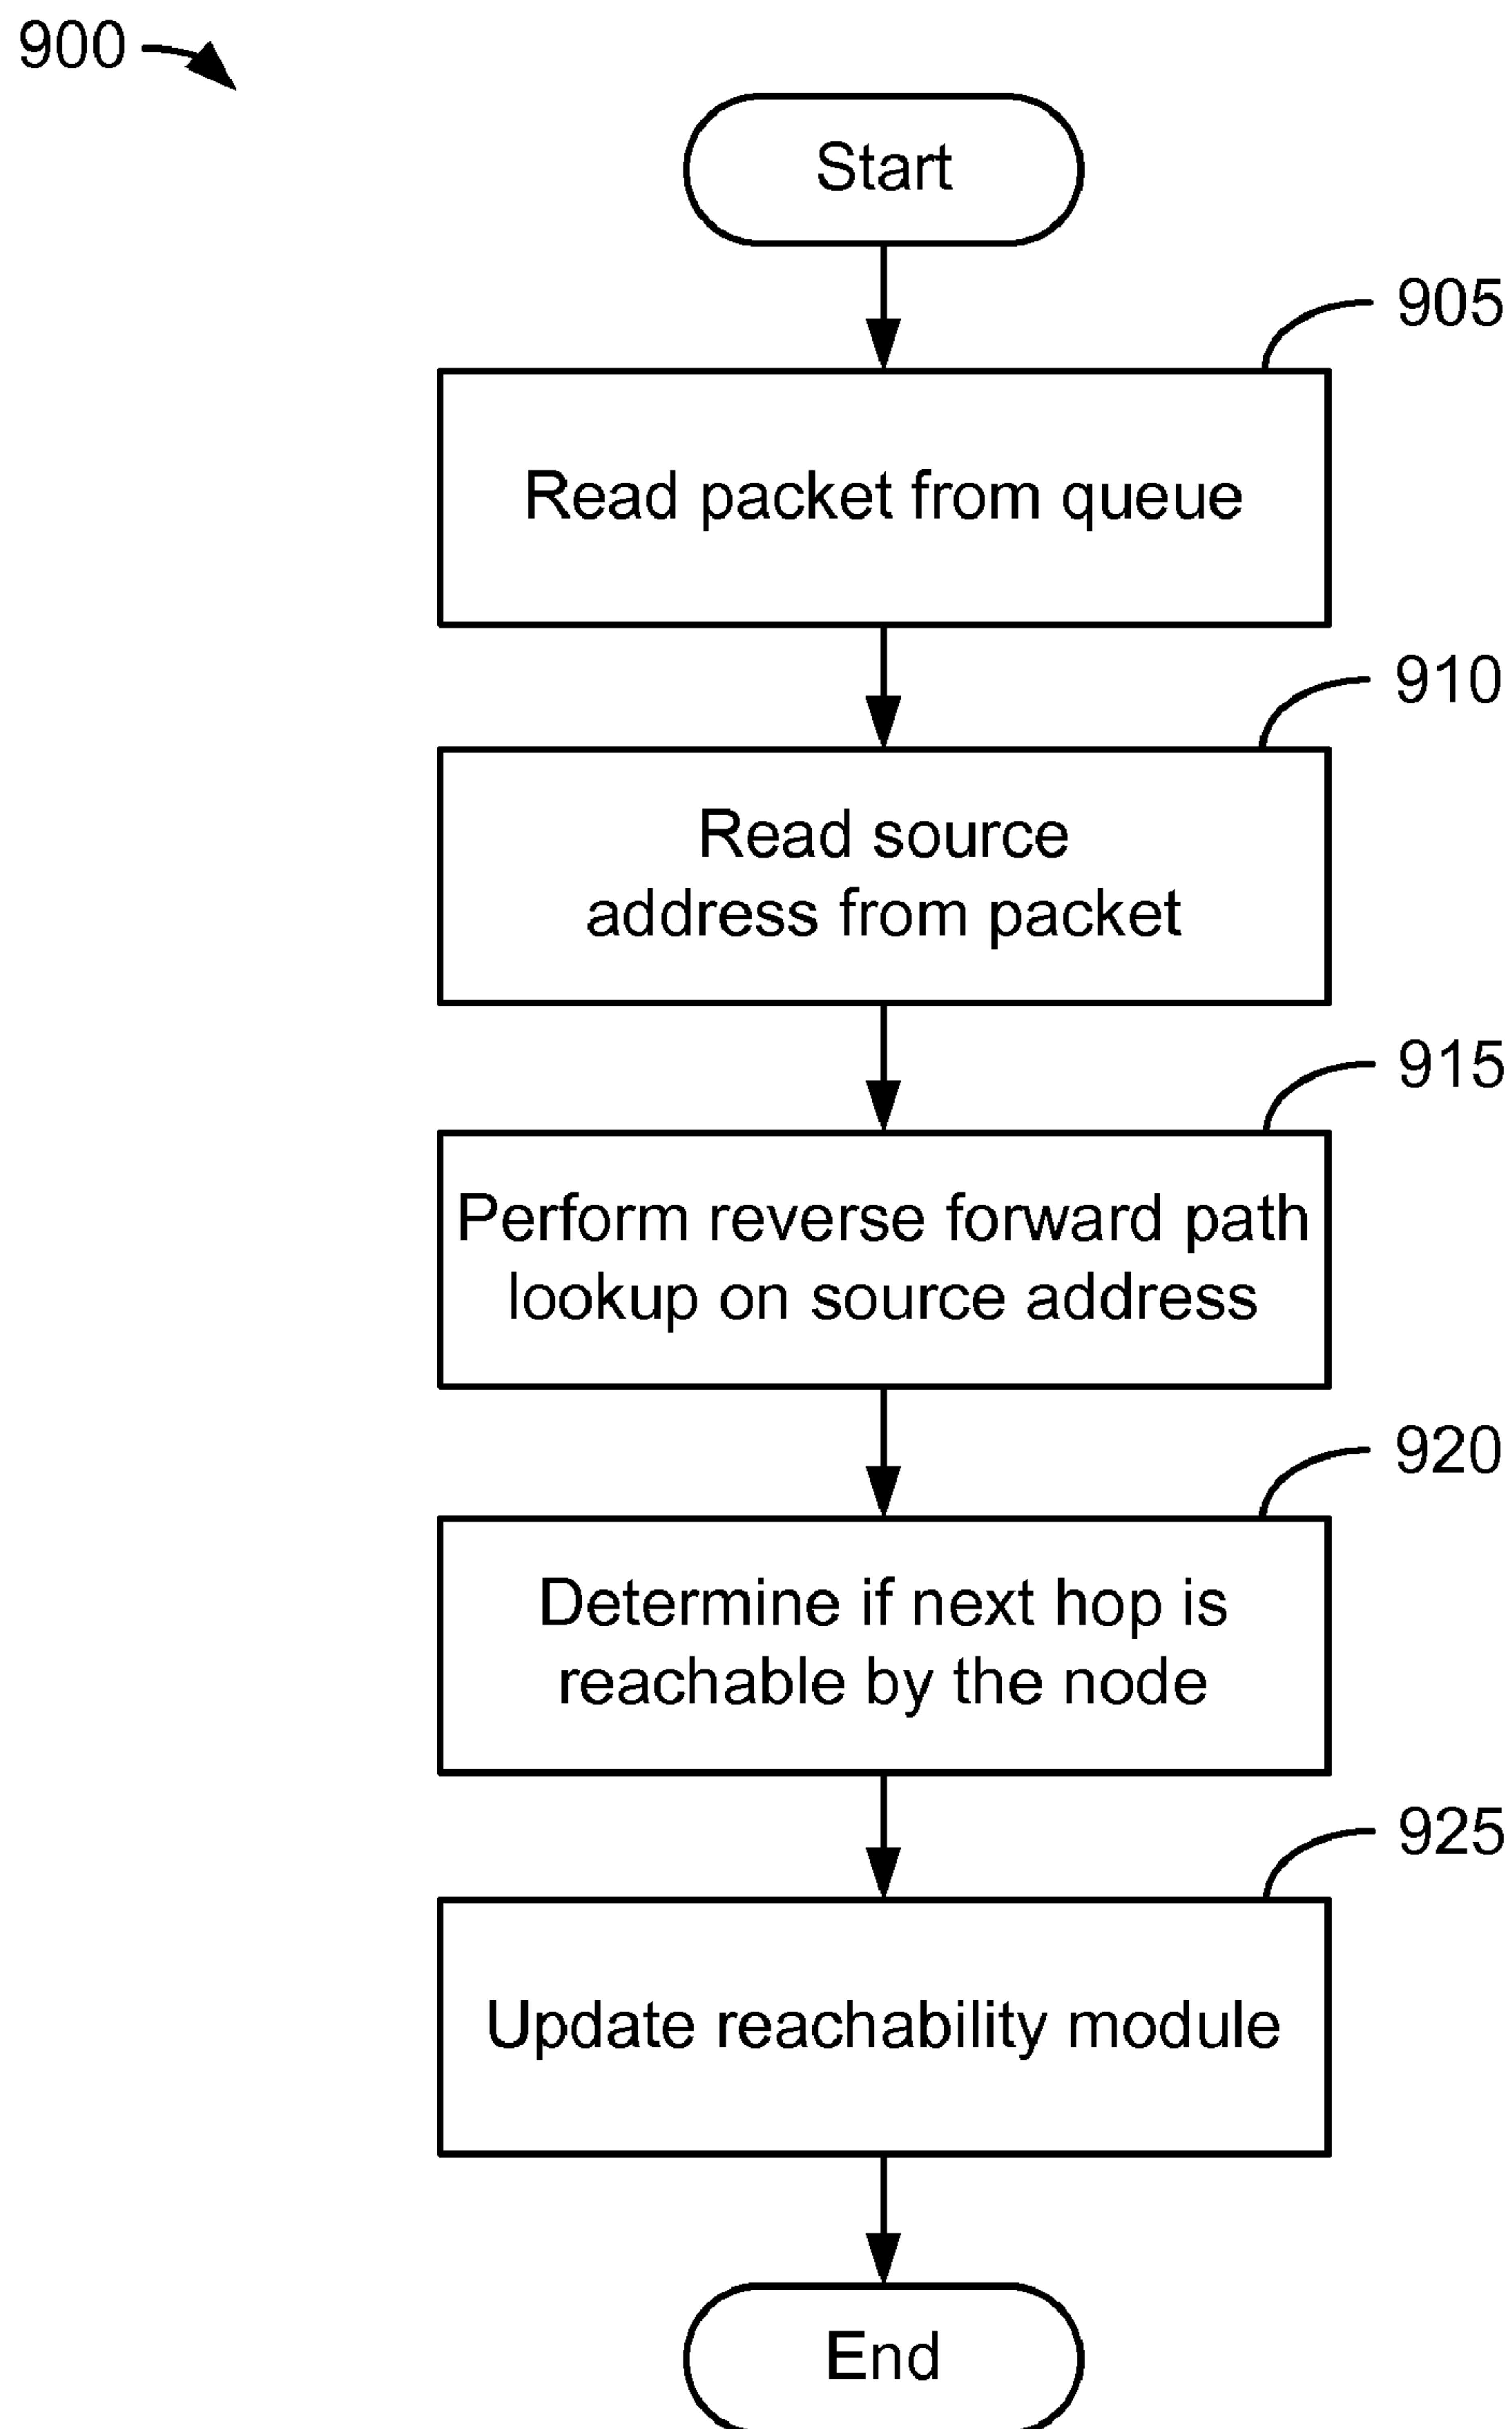 900
Start
905
Read packet from queue
910
Read source
address from packet
915
Perform reverse forward path
lookup on source address
920
Determine if next hop is
reachable by the node
925
Update reachability module
End